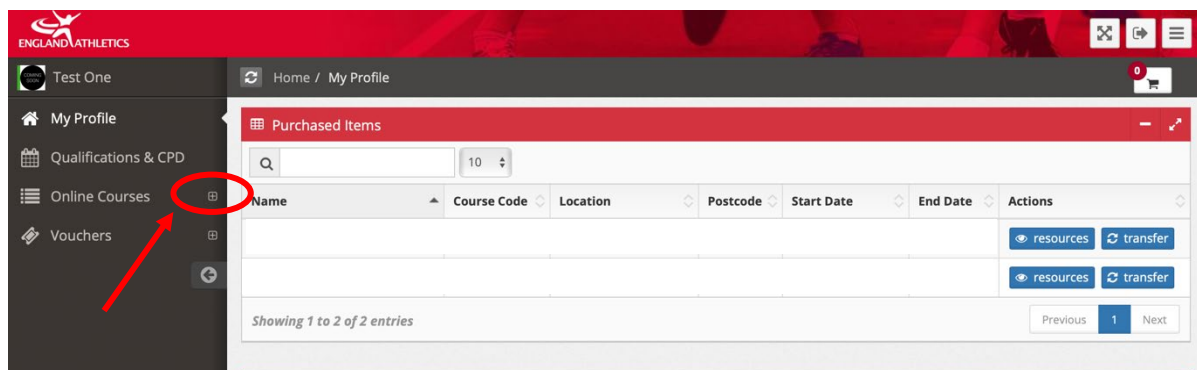 ENGLAND ATHLETICS
Test One
Home / My Profile
0
My Profile
Qualifications & CPD
Online Courses
Vouchers
Purchased Items
10
Name Course Code Location Postcode Start Date End Date Actions
resources transfer
resources transfer
Showing 1 to 2 of 2 entries
Previous 1 Next